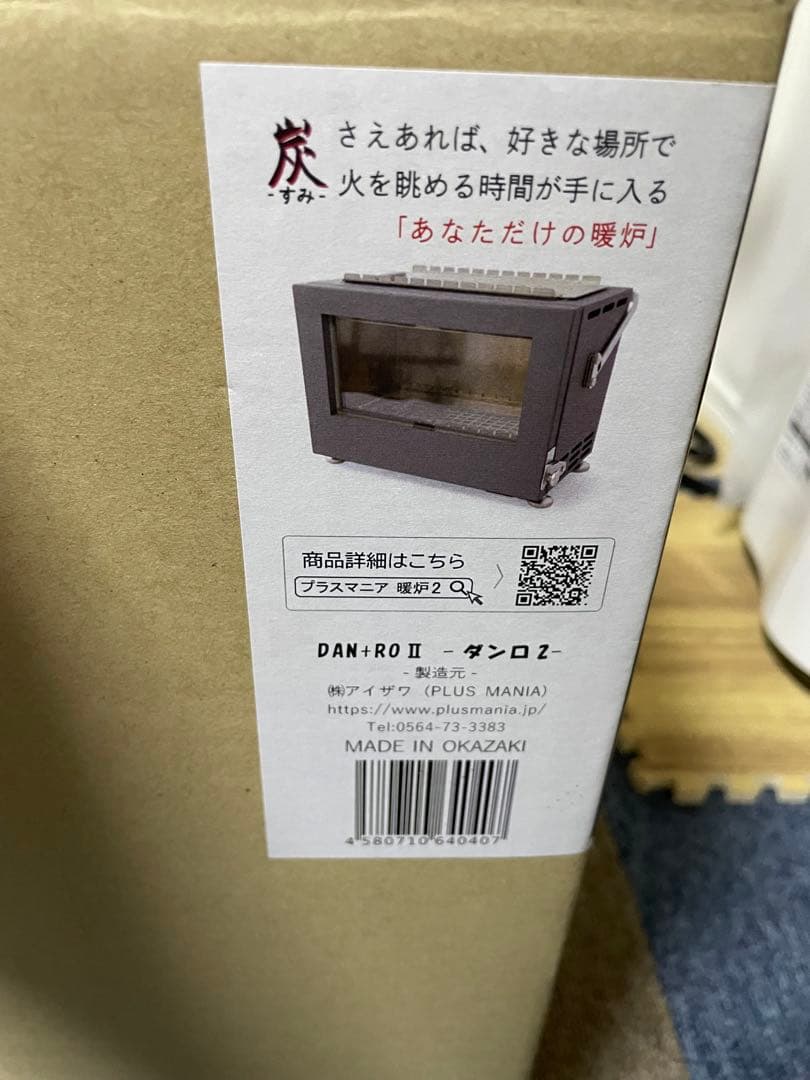 炭 さえあれば、好きな場所で
-すみ- 火を眺める時間が手に入る
「あなただけの暖炉」
商品詳細はこちら
プラスマニア 暖炉2
DAN+RO Ⅱ -ダンロ2-
- 製造元 -
㈱アイザワ（PLUS MANIA）
https://www.plusmania.jp/
Tel:0564-73-3383
MADE IN OKAZAKI
4 580710 640407